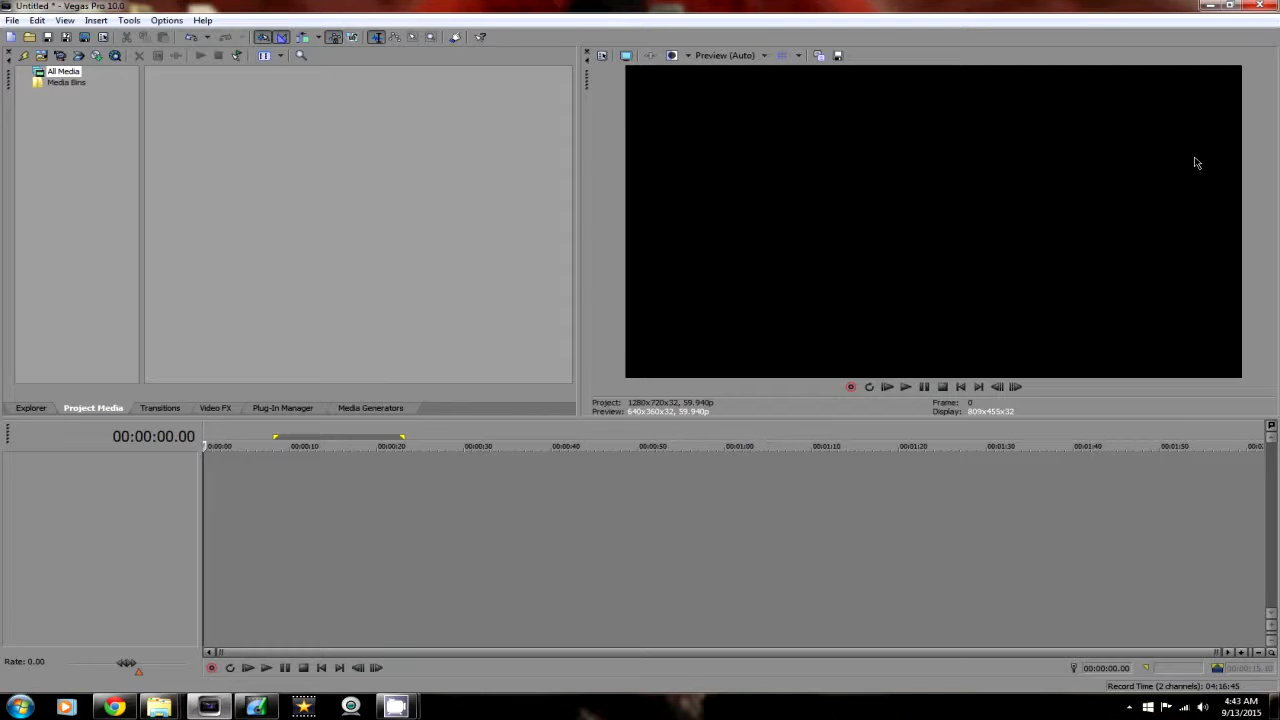 Untitled * - Vegas Pro 10.0
File Edit View Insert Tools Options Help
Preview (Auto)
All Media
Media Bins
Project: 1280x720x32, 59.940p
Frame: 0
Preview: 640x360x32, 59.940p
Display: 809x455x32
Explorer Project Media Transitions Video FX Plug-In Manager Media Generators
00:00:00.00
0:00:00 00:00:10 00:00:20 00:00:30 00:00:40 00:00:50 00:01:00 00:01:10 00:01:20 00:01:30 00:01:40 00:01:50
Rate: 0.00
00:00:00.00
00:00:15.10
Record Time (2 channels): 04:16:45
4:43 AM
9/13/2015